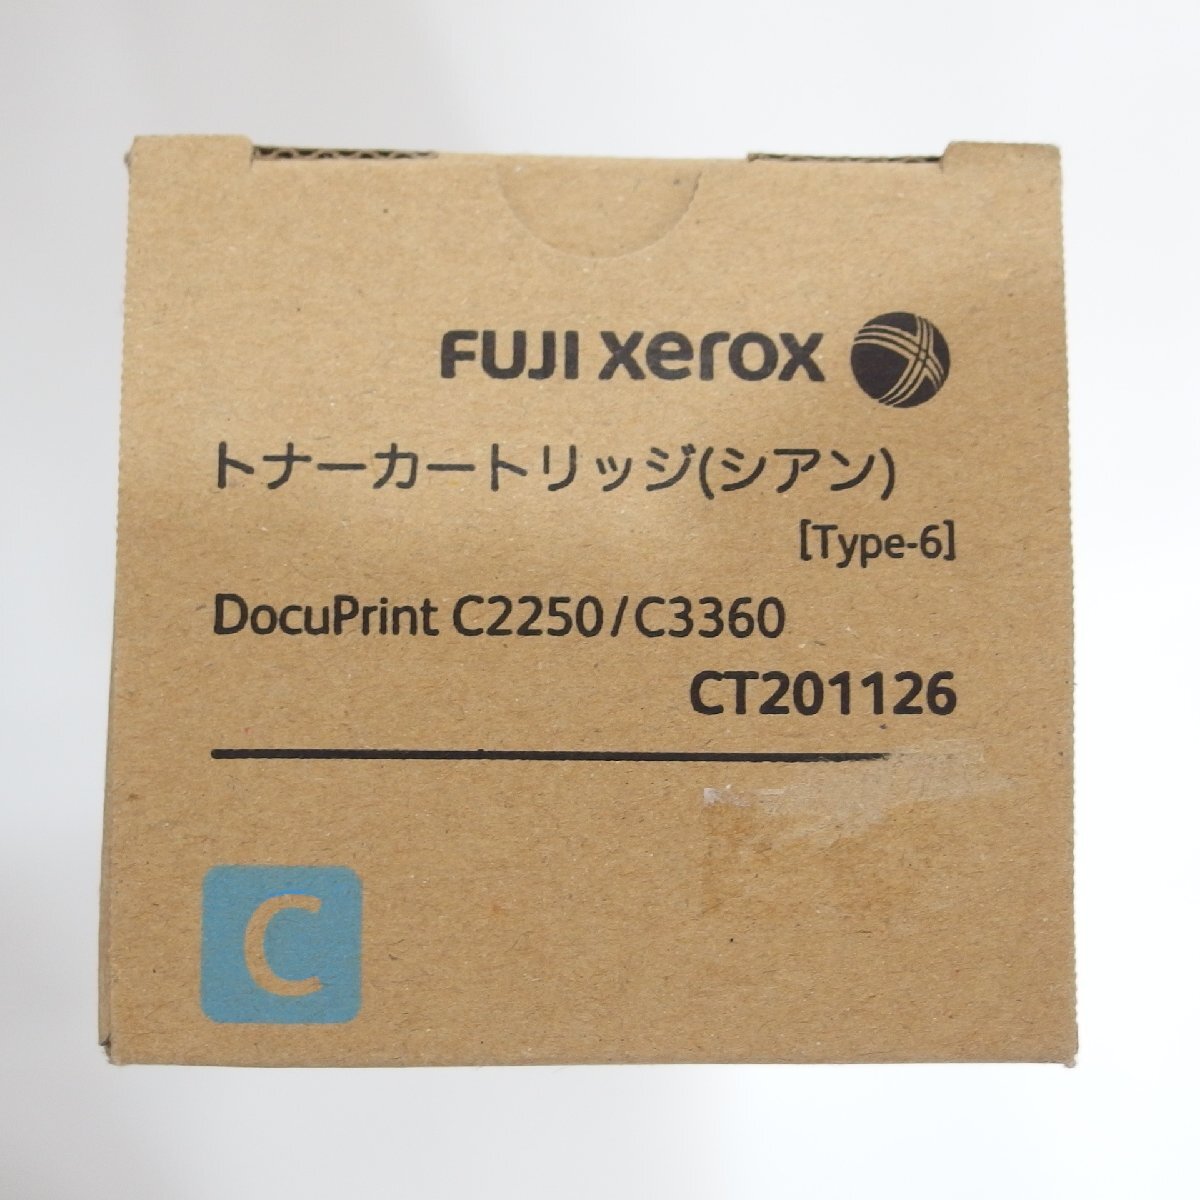 FUJI xerox
トナーカートリッジ(シアン)
[Type-6]
DocuPrint C2250/C3360
CT201126
C